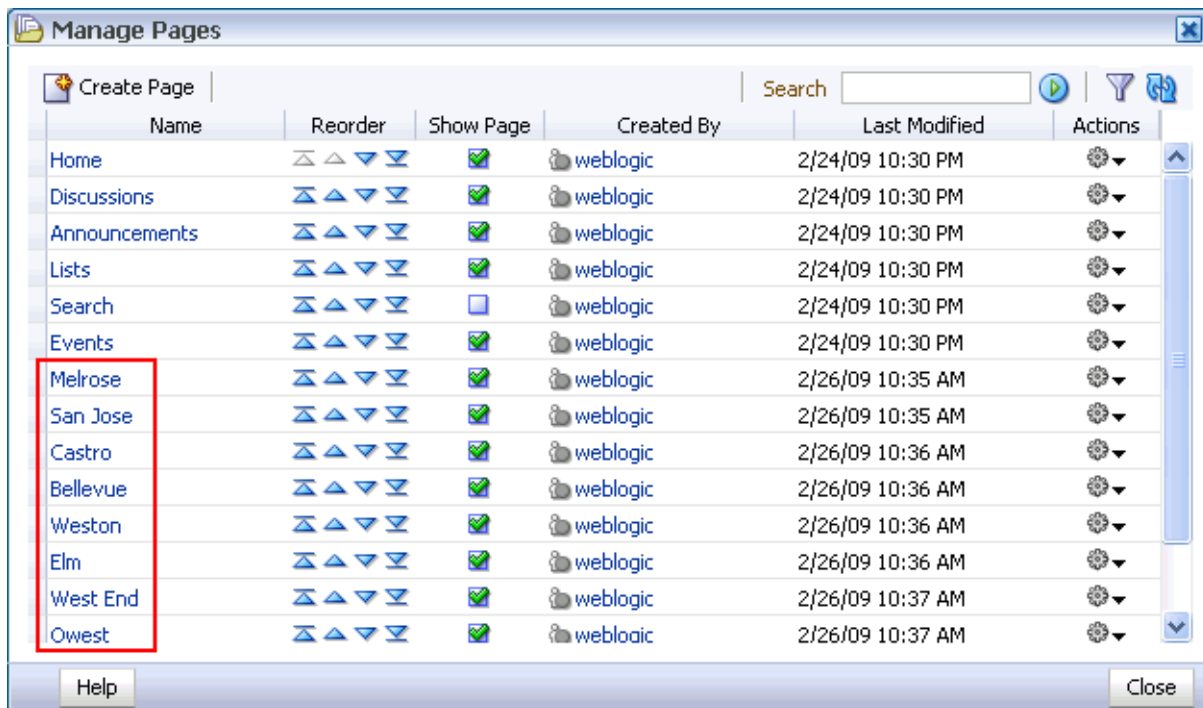 Manage Pages
Create Page Search
Name Reorder Show Page Created By Last Modified Actions
Home weblogic 2/24/09 10:30 PM
Discussions weblogic 2/24/09 10:30 PM
Announcements weblogic 2/24/09 10:30 PM
Lists weblogic 2/24/09 10:30 PM
Search weblogic 2/24/09 10:30 PM
Events weblogic 2/24/09 10:30 PM
Melrose weblogic 2/26/09 10:35 AM
San Jose weblogic 2/26/09 10:35 AM
Castro weblogic 2/26/09 10:36 AM
Bellevue weblogic 2/26/09 10:36 AM
Weston weblogic 2/26/09 10:36 AM
Elm weblogic 2/26/09 10:36 AM
West End weblogic 2/26/09 10:37 AM
Owest weblogic 2/26/09 10:37 AM
Help Close